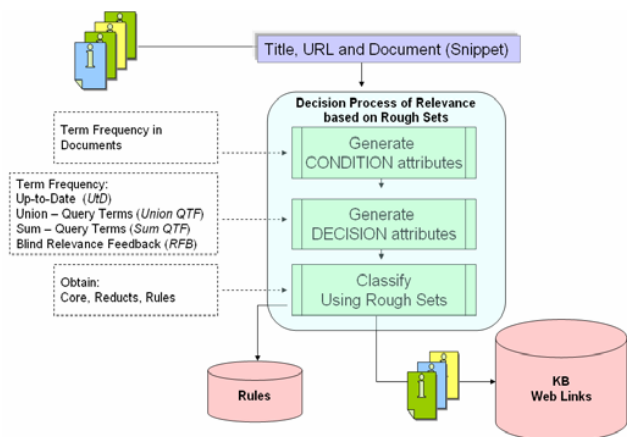 Title, URL and Document (Snippet)
Decision Process of Relevance
based on Rough Sets
Term Frequency in
Documents
Generate
CONDITION attributes
Term Frequency:
Up-to-Date (UtD)
Union – Query Terms (Union QTF)
Sum – Query Terms (Sum QTF)
Blind Relevance Feedback (RFB)
Generate
DECISION attributes
Obtain:
Core, Reducts, Rules
Classify
Using Rough Sets
Rules
KB
Web Links